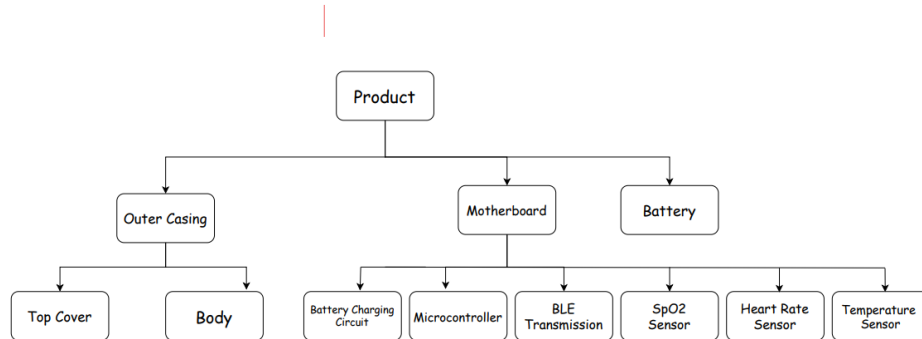 Product
Outer Casing
Motherboard
Battery
Top Cover
Body
Battery Charging
Circuit
Microcontroller
BLE
Transmission
SpO2
Sensor
Heart Rate
Sensor
Temperature
Sensor